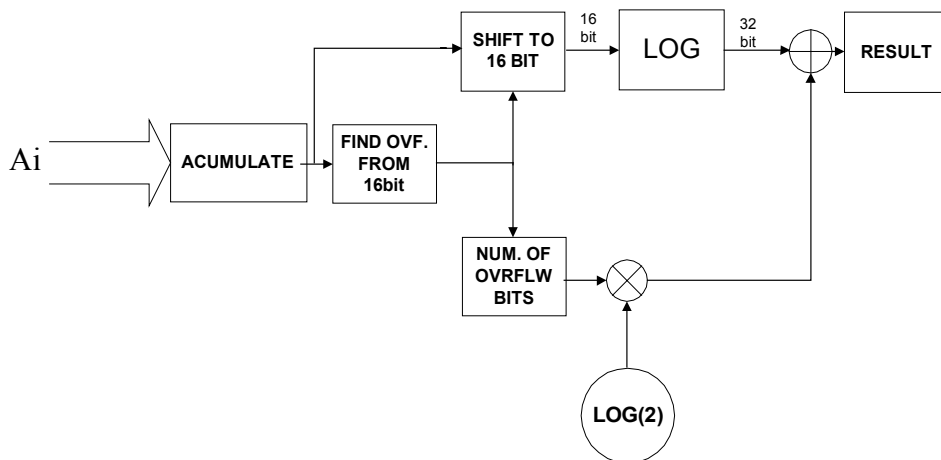 Ai
ACUMULATE
FIND OVF.
FROM
16bit
SHIFT TO
16 BIT
16
bit
LOG
32
bit
RESULT
NUM. OF
OVRFLW
BITS
LOG(2)